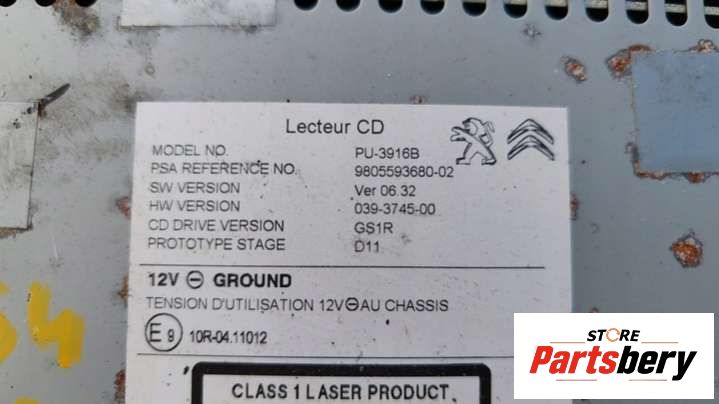 Lecteur CD
MODEL NO. PU-3916B
PSA REFERENCE NO. 9805593680-02
SW VERSION Ver 06.32
HW VERSION 039-3745-00
CD DRIVE VERSION GS1R
PROTOTYPE STAGE D11
12V ⊖ GROUND
TENSION D'UTILISATION 12V⊖AU CHASSIS
E9 10R-04.11012
CLASS 1 LASER PRODUCT
54
STORE
Partsbery